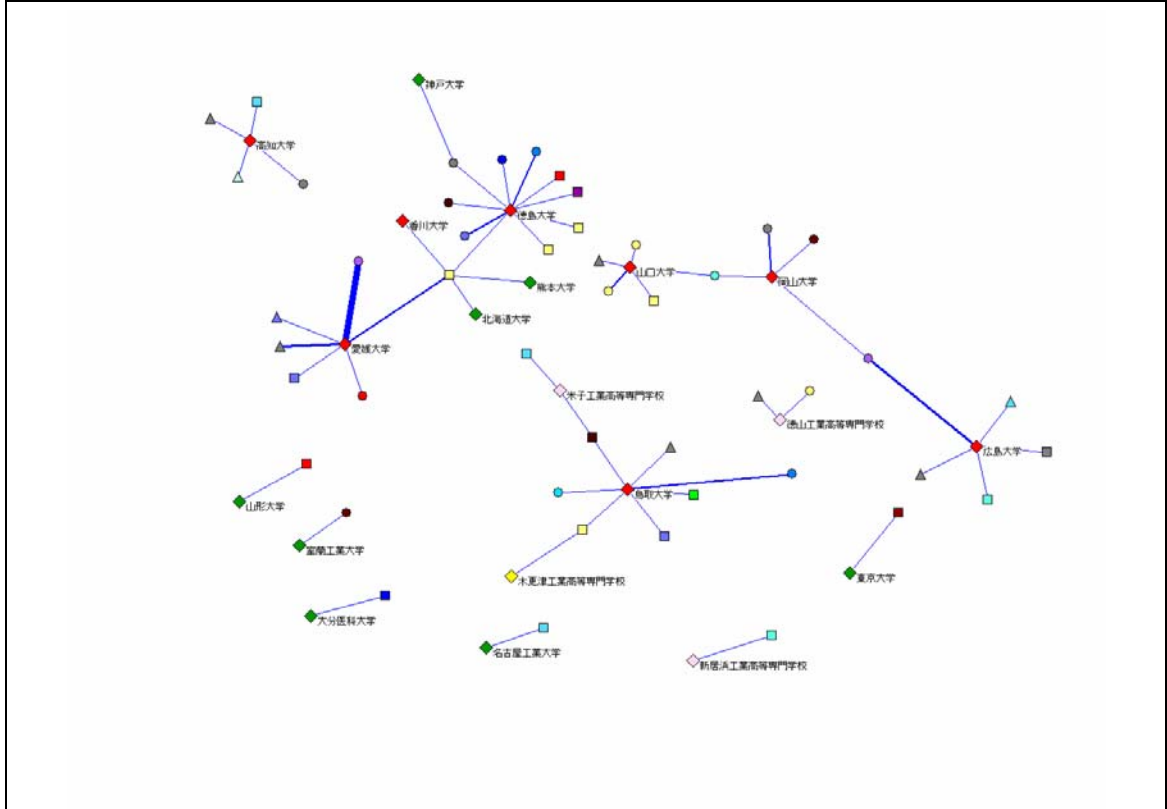 神戸大学
高知大学
徳島大学
香川大学
山口大学
岡山大学
熊本大学
北海道大学
愛媛大学
米子工業高等専門学校
徳山工業高等専門学校
広島大学
鳥取大学
山形大学
室蘭工業大学
木更津工業高等専門学校
東京大学
大分医科大学
名古屋工業大学
新居浜工業高等専門学校